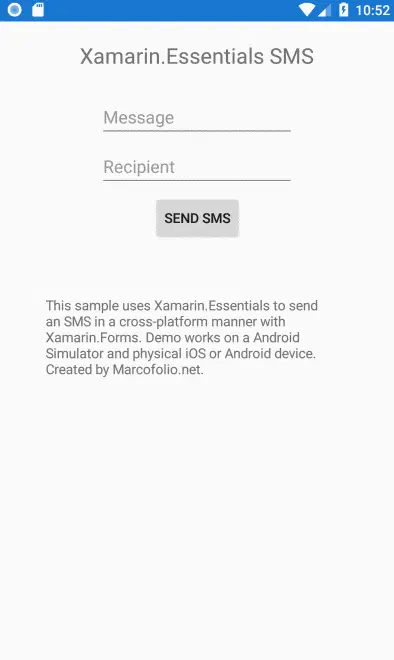 10:52
Xamarin.Essentials SMS
Message
Recipient
SEND SMS
This sample uses Xamarin.Essentials to send
an SMS in a cross-platform manner with
Xamarin.Forms. Demo works on a Android
Simulator and physical iOS or Android device.
Created by Marcofolio.net.